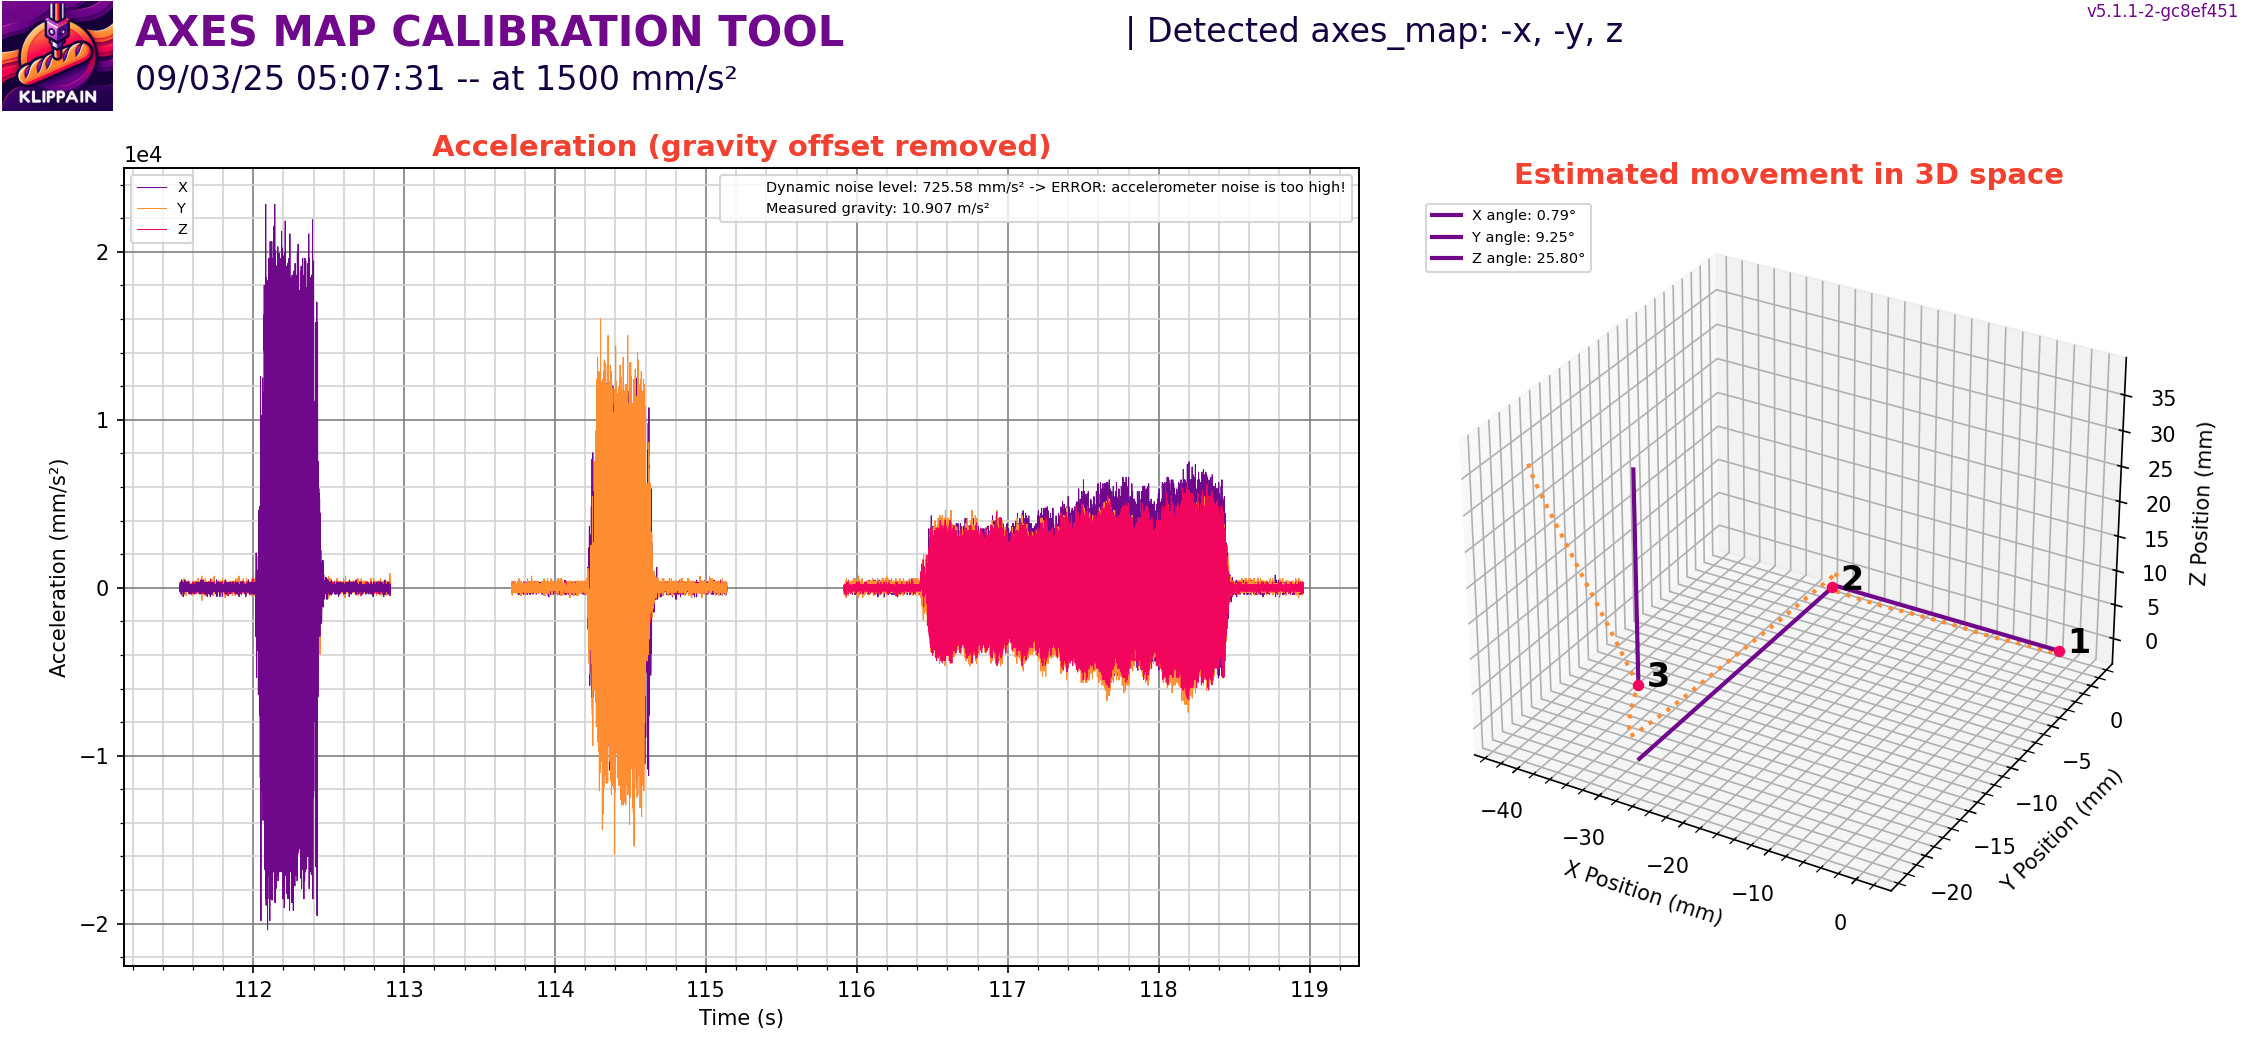 AXES MAP CALIBRATION TOOL
| Detected axes_map: -x, -y, z
v5.1.1-2-gc8ef451
09/03/25 05:07:31 -- at 1500 mm/s²
KLIPPAIN
Acceleration (gravity offset removed)
1e4
X
Y
Z
Dynamic noise level: 725.58 mm/s² -> ERROR: accelerometer noise is too high!
Measured gravity: 10.907 m/s²
2
1
0
−1
−2
Acceleration (mm/s²)
112
113
114
115
116
117
118
119
Time (s)
Estimated movement in 3D space
X angle: 0.79°
Y angle: 9.25°
Z angle: 25.80°
1
2
3
35
30
25
20
15
10
5
0
Z Position (mm)
0
−5
−10
−15
−20
Y Position (mm)
−40
−30
−20
−10
0
X Position (mm)